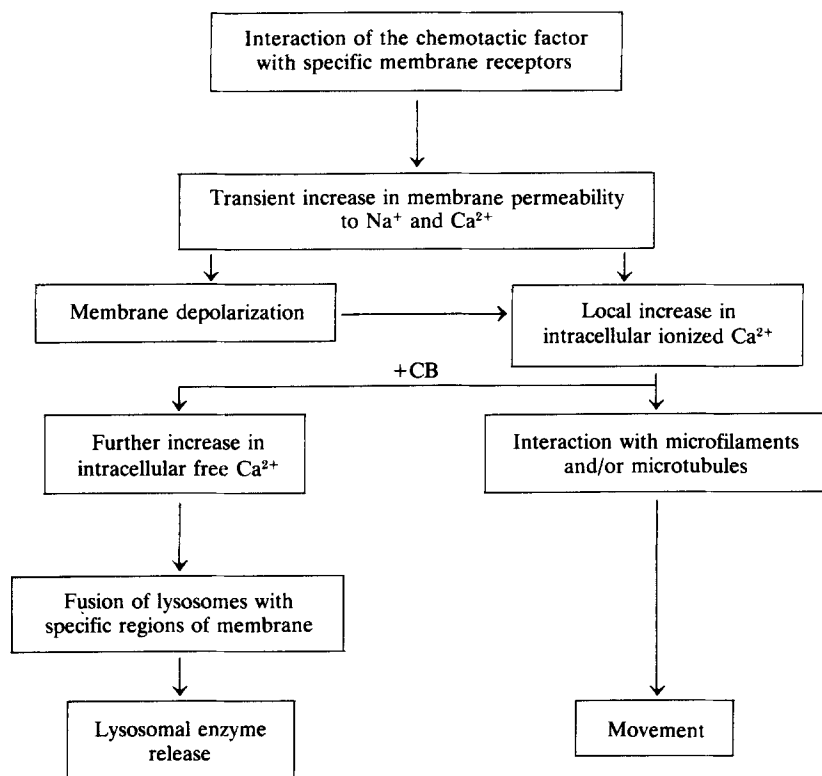 Interaction of the chemotactic factor
with specific membrane receptors
Transient increase in membrane permeability
to Na⁺ and Ca²⁺
Membrane depolarization
Local increase in
intracellular ionized Ca²⁺
+CB
Further increase in
intracellular free Ca²⁺
Interaction with microfilaments
and/or microtubules
Fusion of lysosomes with
specific regions of membrane
Lysosomal enzyme
release
Movement